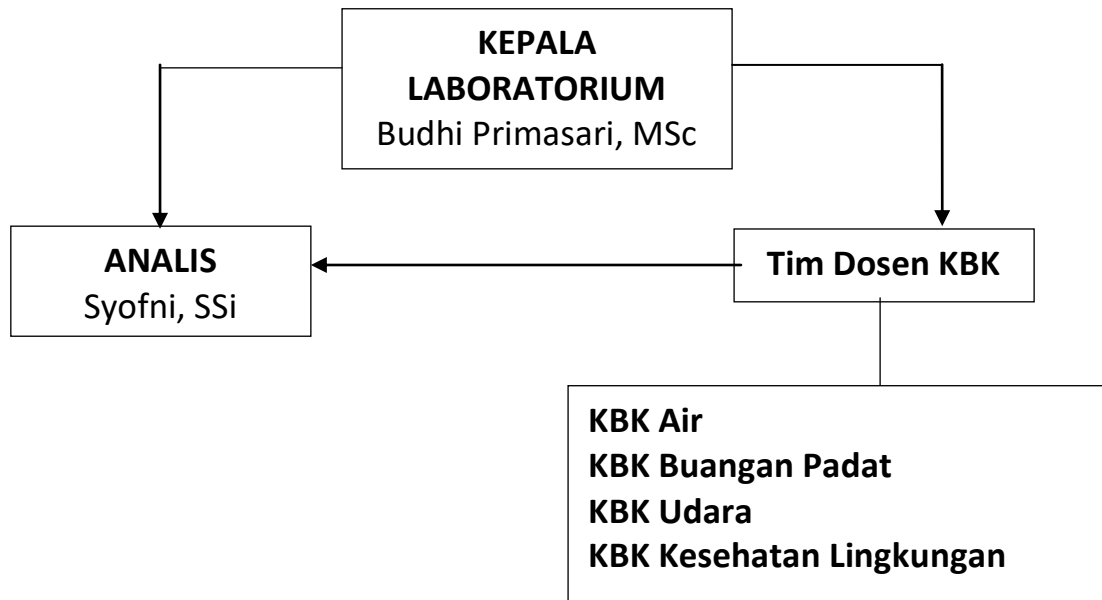 KEPALA
LABORATORIUM
Budhi Primasari, MSc
ANALIS
Syofni, SSi
Tim Dosen KBK
KBK Air
KBK Buangan Padat
KBK Udara
KBK Kesehatan Lingkungan